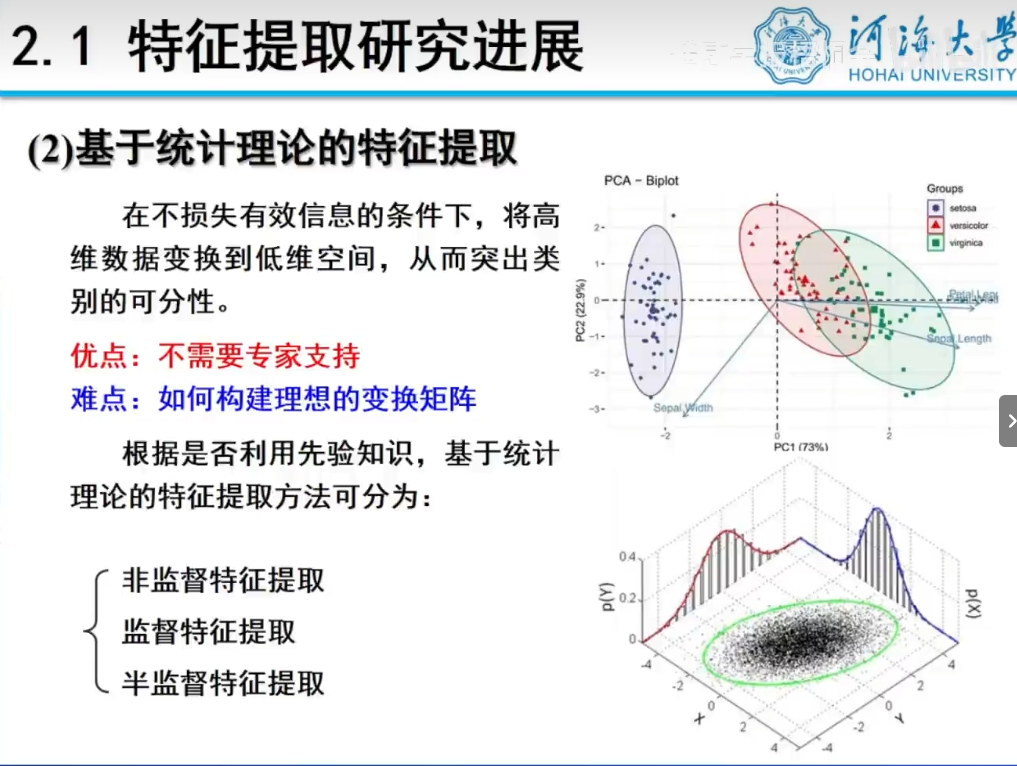 2.1 特征提取研究进展
河海大学
HOHAI UNIVERSITY
(2)基于统计理论的特征提取
在不损失有效信息的条件下，将高
维数据变换到低维空间，从而突出类
别的可分性。
优点：不需要专家支持
难点：如何构建理想的变换矩阵
根据是否利用先验知识，基于统计
理论的特征提取方法可分为：
非监督特征提取
监督特征提取
半监督特征提取
PCA - Biplot
Groups
setosa
versicolor
virginica
PC2 (22.9%)
2
1
0
-1
-2
-3
Petal.Leng
Sepal.Length
Sepal.Width
-2
0
2
PC1 (73%)
p(Y)
0.4
0.2
0
p(X)
-4
-2
0
2
4
X
4
2
0
-2
-4
Y